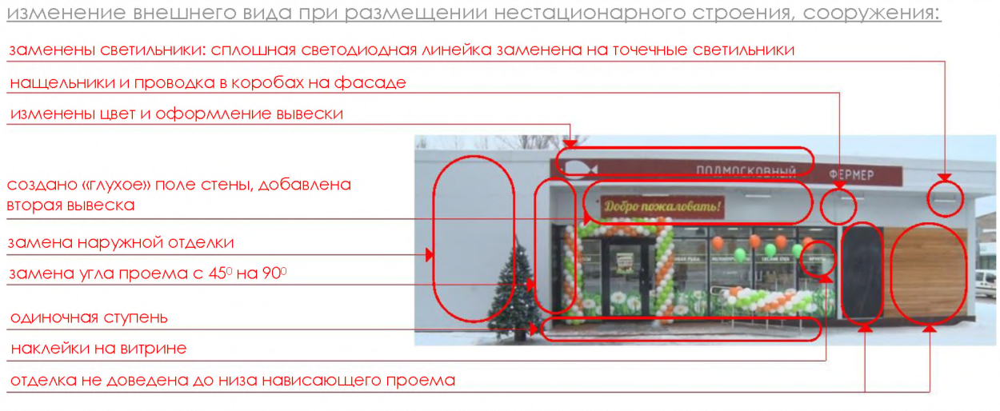 изменение внешнего вида при размещении нестационарного строения, сооружения:
заменены светильники: сплошная светодиодная линейка заменена на точечные светильники
нащельники и проводка в коробах на фасаде
изменены цвет и оформление вывески
создано «глухое» поле стены, добавлена
вторая вывеска
замена наружной отделки
замена угла проема с 45⁰ на 90⁰
одиночная ступень
наклейки на витрине
отделка не доведена до низа нависающего проема
ПОДМОСКОВНЫЙ ФЕРМЕР
Добро пожаловать!